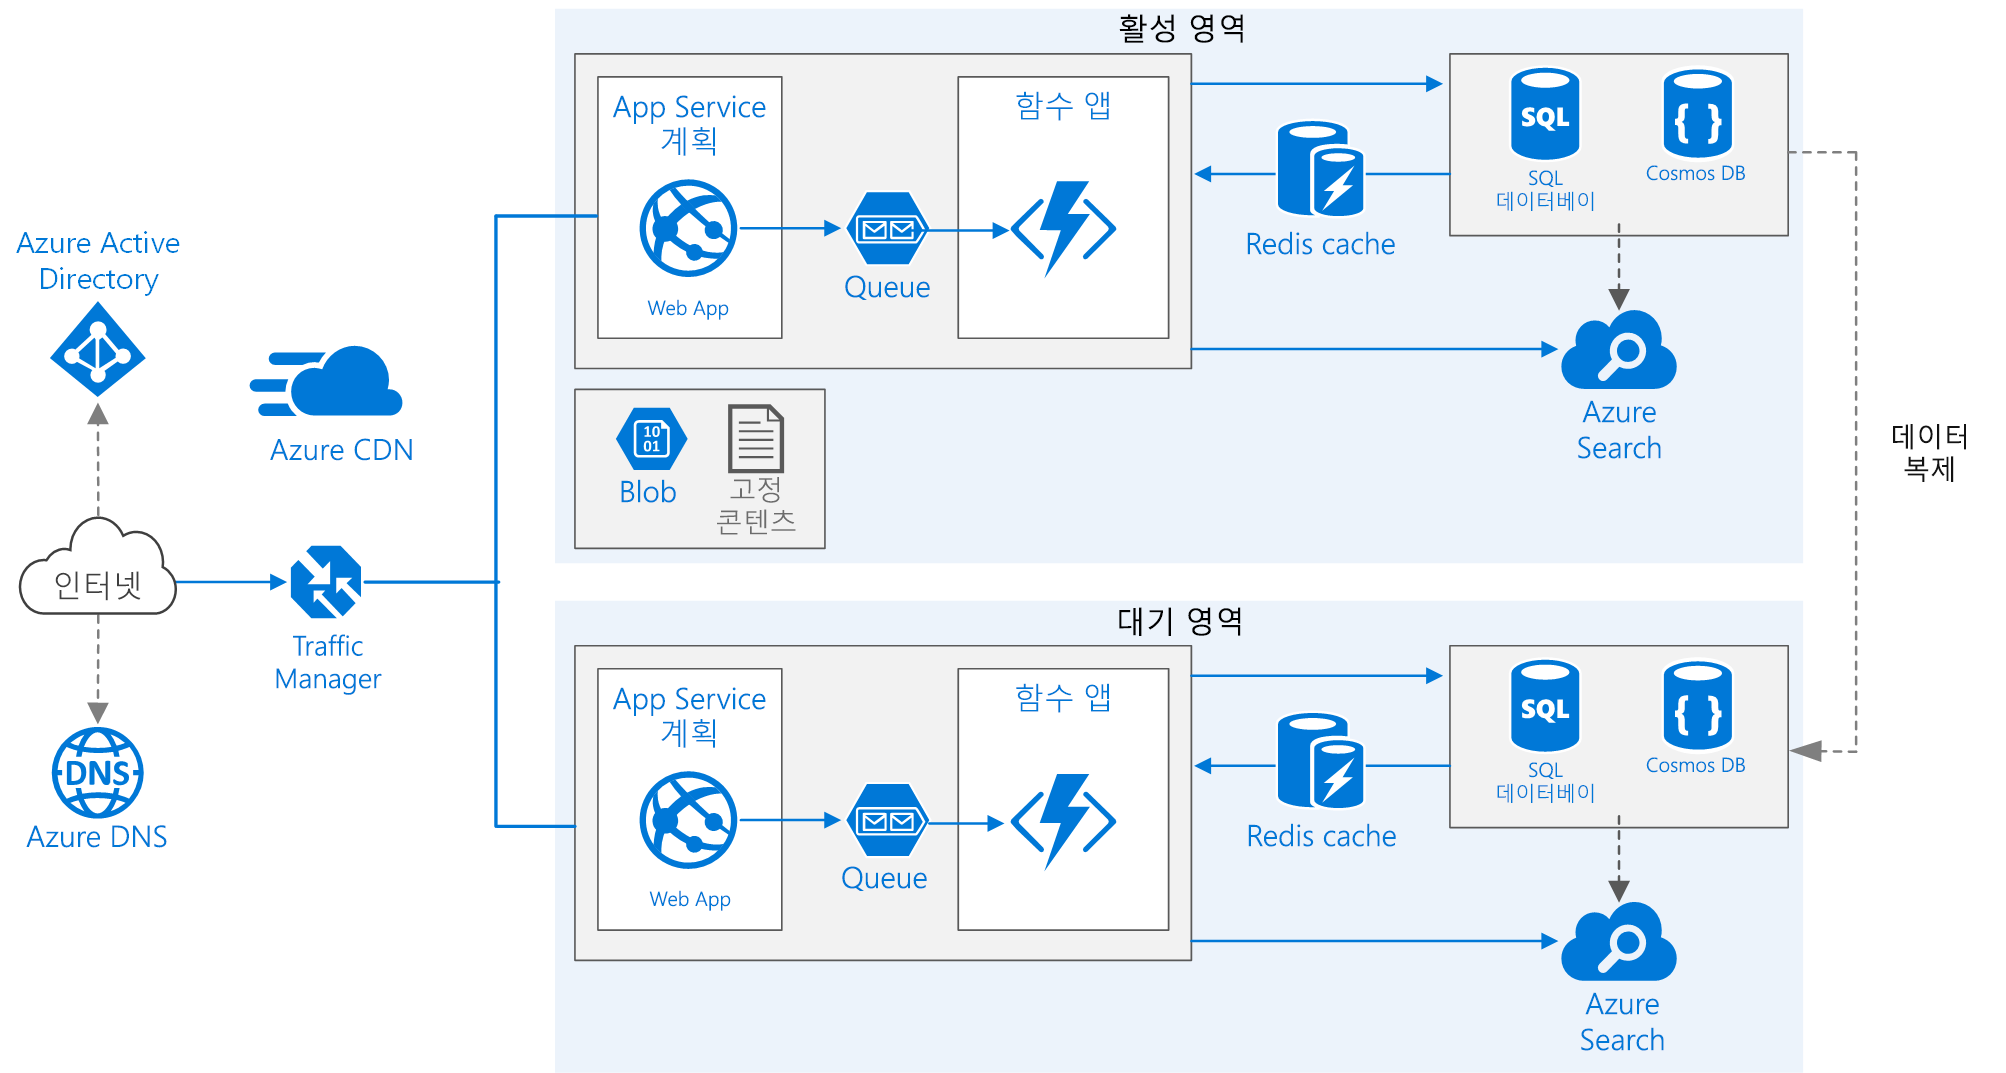 활성 영역
App Service
계획
Web App
Queue
함수 앱
Redis cache
SQL
SQL
데이터베이
{ }
Cosmos DB
Azure
Search
10
01
Blob
고정
콘텐츠
Azure Active
Directory
Azure CDN
인터넷
Traffic
Manager
DNS
Azure DNS
데이터
복제
대기 영역
App Service
계획
Web App
Queue
함수 앱
Redis cache
SQL
SQL
데이터베이
{ }
Cosmos DB
Azure
Search